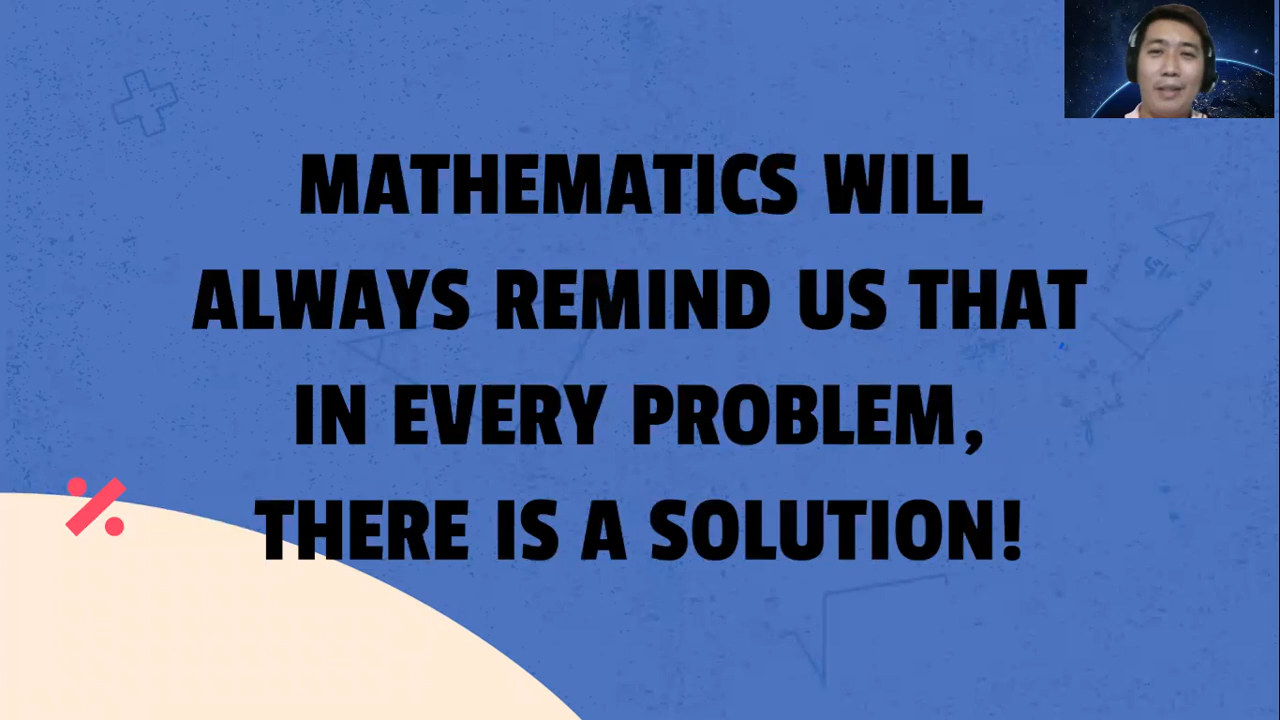 MATHEMATICS WILL
ALWAYS REMIND US THAT
IN EVERY PROBLEM,
THERE IS A SOLUTION!